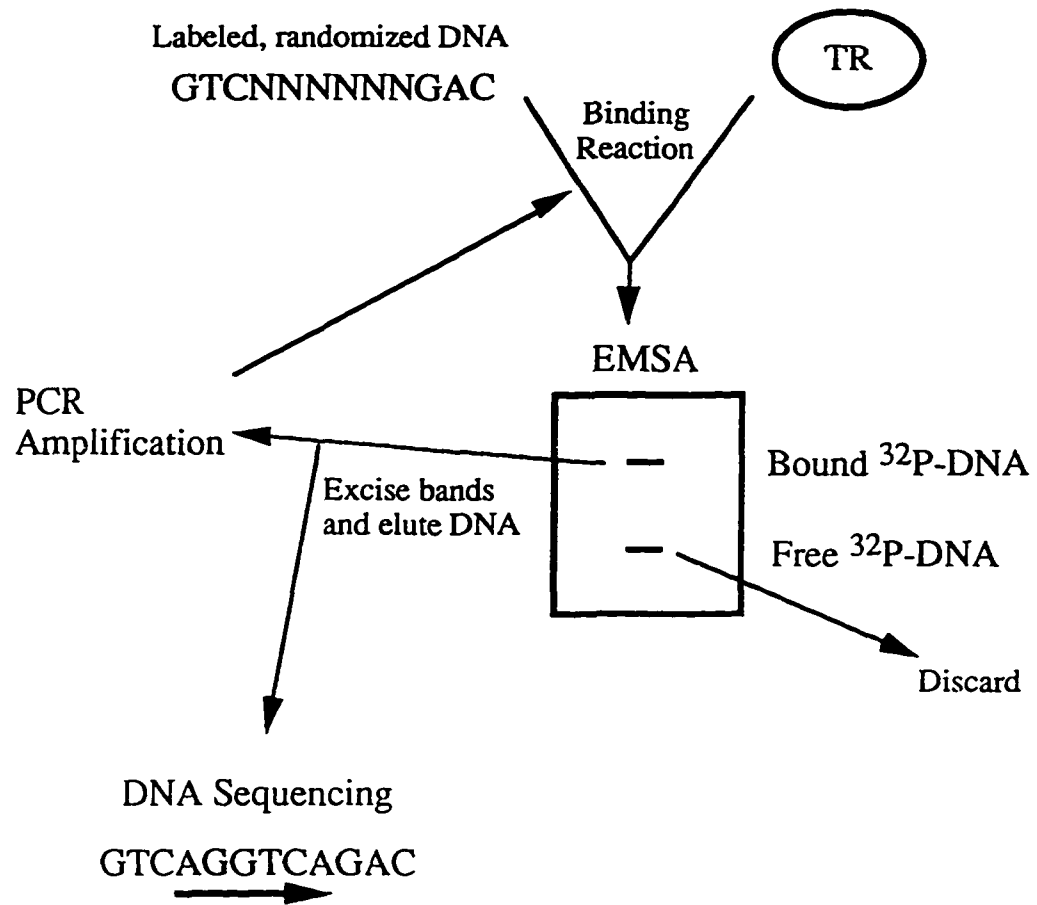 Labeled, randomized DNA
GTCNNNNNNGAC
TR
Binding
Reaction
EMSA
PCR
Amplification
Bound 32P-DNA
Excise bands
and elute DNA
Free 32P-DNA
Discard
DNA Sequencing
GTCAGGTCAGAC